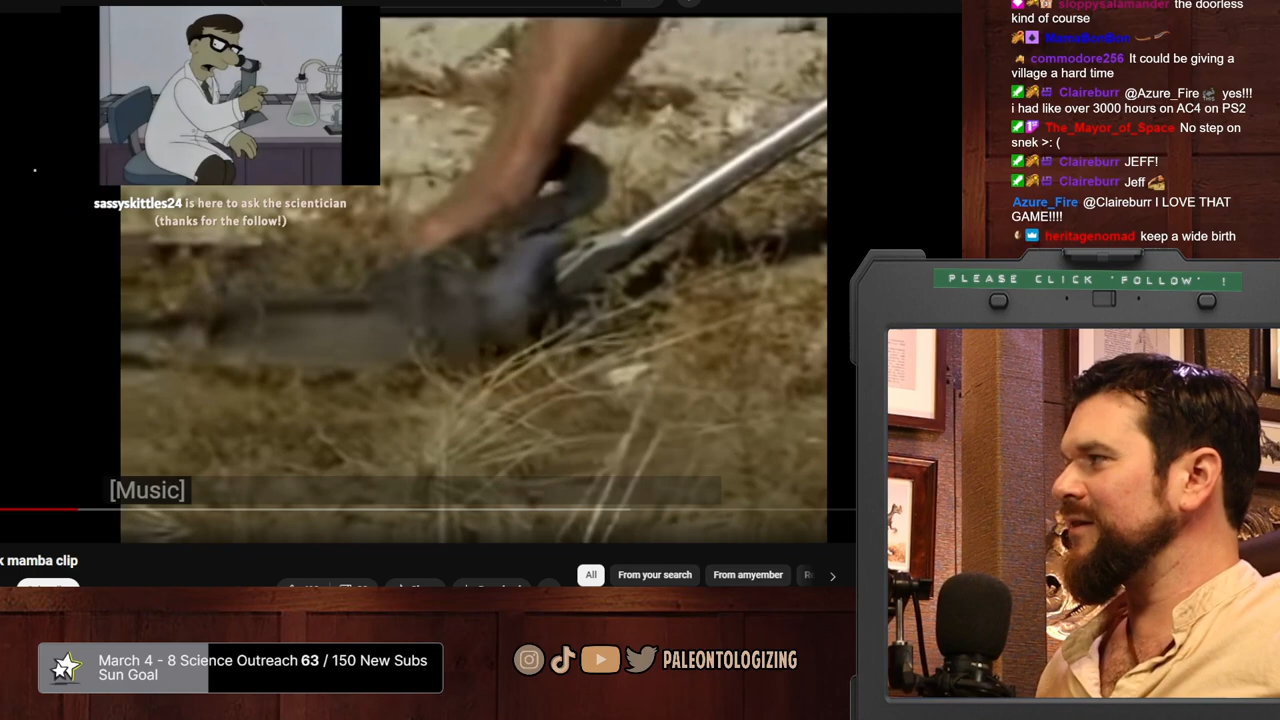 sloppysalamander the doorless
kind of course
MamaBonBon
commodore256 It could be giving a
village a hard time
Claireburr @Azure_Fire yes!!!
i had like over 3000 hours on AC4 on PS2
The_Mayor_of_Space No step on
snek >: (
Claireburr JEFF!
Claireburr Jeff
Azure_Fire @Claireburr I LOVE THAT
GAME!!!!
heritagenomad keep a wide birth
sassyskittles24 is here to ask the scientician
(thanks for the follow!)
PLEASE CLICK 'FOLLOW' !
[Music]
k mamba clip
All
From your search
From amyember
March 4 - 8 Science Outreach 63 / 150 New Subs
Sun Goal
PALEONTOLOGIZING